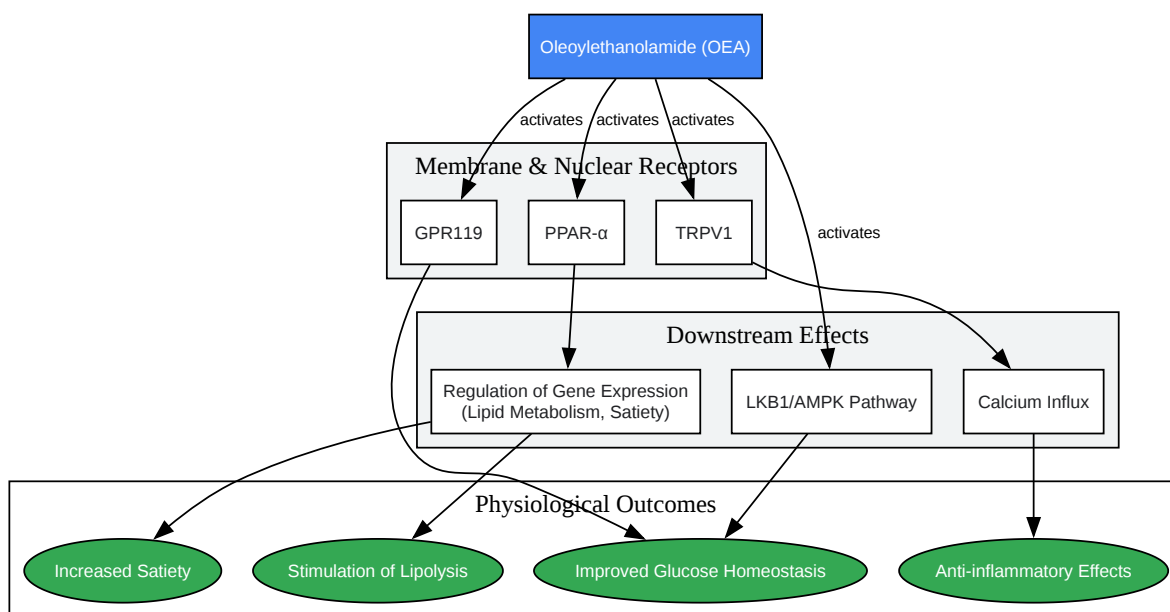 Oleoylethanolamide (OEA)
activates activates activates
Membrane & Nuclear Receptors
GPR119 PPAR-α TRPV1
activates
Downstream Effects
Regulation of Gene Expression
(Lipid Metabolism, Satiety)
LKB1/AMPK Pathway
Calcium Influx
Physiological Outcomes
Increased Satiety Stimulation of Lipolysis Improved Glucose Homeostasis Anti-inflammatory Effects